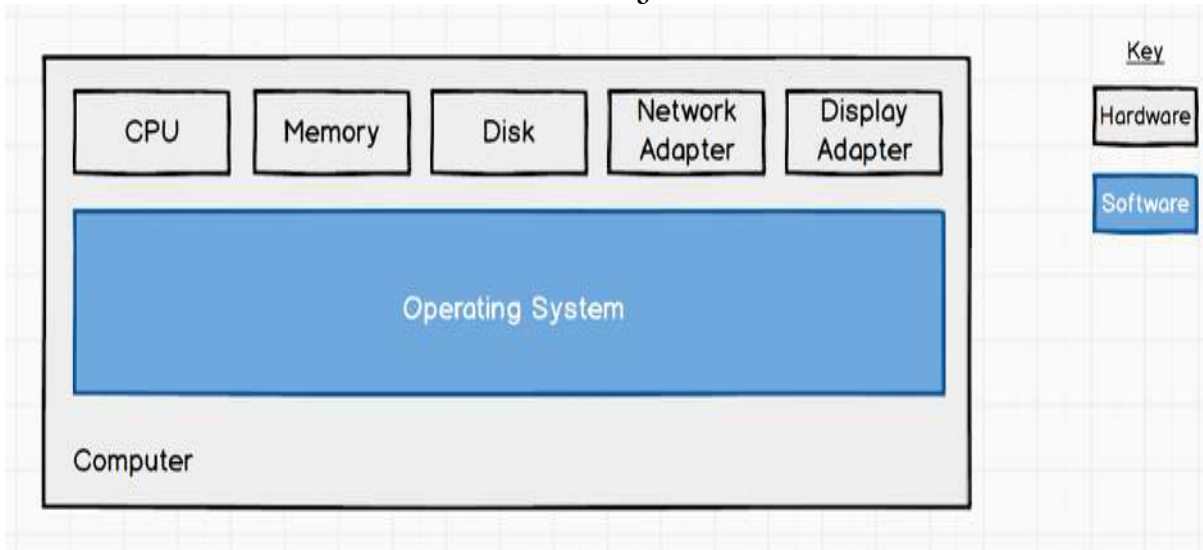 Key
CPU
Memory
Disk
Network
Adapter
Display
Adapter
Hardware
Software
Operating System
Computer